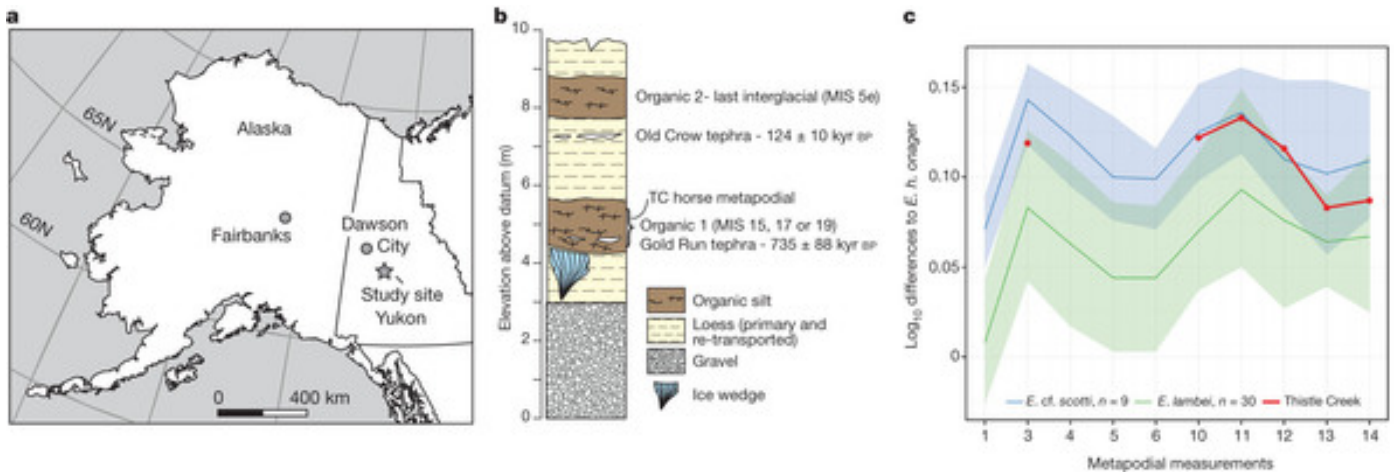 a
65N
60N
Alaska
Fairbanks
Dawson
City
Study site
Yukon
0 400 km
b
Elevation above datum (m)
10
8
6
4
2
0
Organic 2- last interglacial (MIS 5e)
Old Crow tephra - 124 ± 10 kyr BP
TC horse metapodial
Organic 1 (MIS 15, 17 or 19)
Gold Run tephra - 735 ± 88 kyr BP
Organic silt
Loess (primary and
re-transported)
Gravel
Ice wedge
c
Log10 differences to E. h. onager
0.15
0.10
0.05
0
E. cf. scotti, n = 9 E. lambei, n = 30 Thistle Creek
1 3 4 5 6 10 11 12 13 14
Metapodial measurements